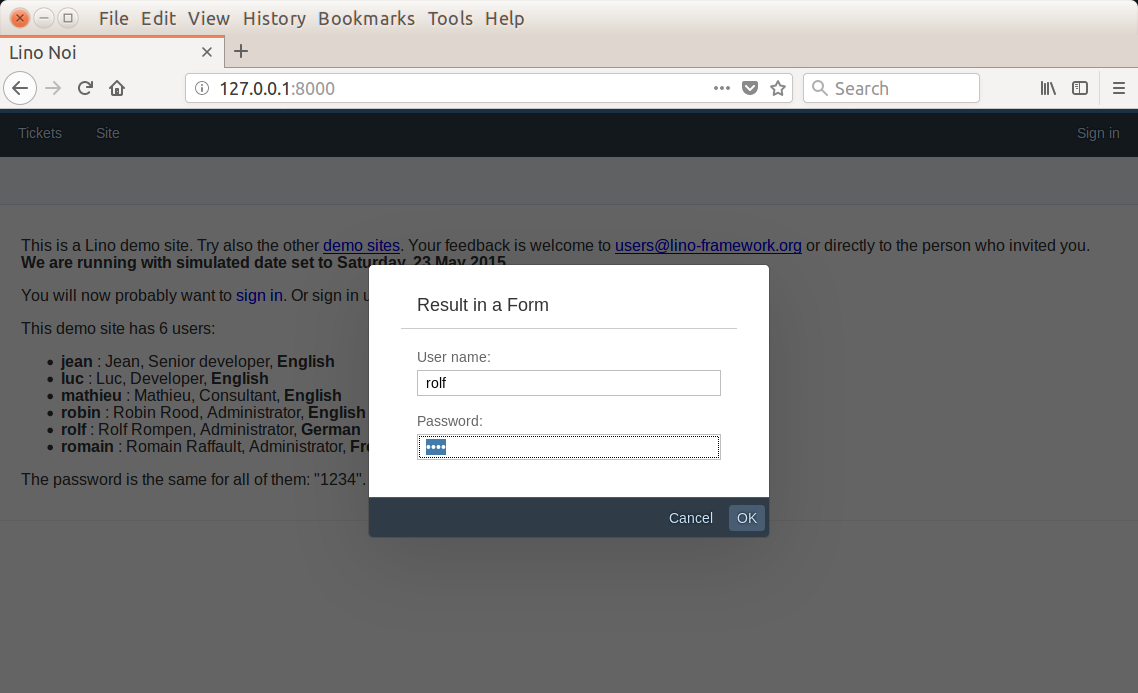 File Edit View History Bookmarks Tools Help
Lino Noi
127.0.0.1:8000
Search
Tickets Site Sign in
This is a Lino demo site. Try also the other demo sites. Your feedback is welcome to users@lino-framework.org or directly to the person who invited you.
We are running with simulated date set to Saturday, 23 May 2015.
You will now probably want to sign in. Or sign in
This demo site has 6 users:
• jean : Jean, Senior developer, English
• luc : Luc, Developer, English
• mathieu : Mathieu, Consultant, English
• robin : Robin Rood, Administrator, English
• rolf : Rolf Rompen, Administrator, German
• romain : Romain Raffault, Administrator,
The password is the same for all of them: "1234".
Result in a Form
User name:
rolf
Password:
••••
Cancel OK